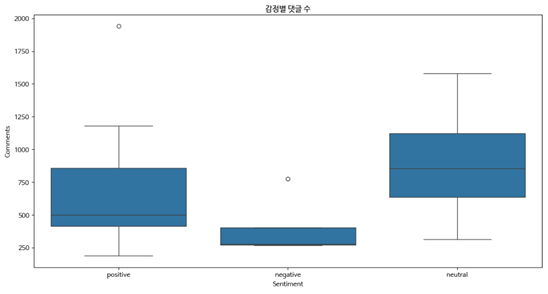 감정별 댓글 수
2000
1750
1500
1250
1000
750
500
250
Comments
positive
negative
neutral
Sentiment